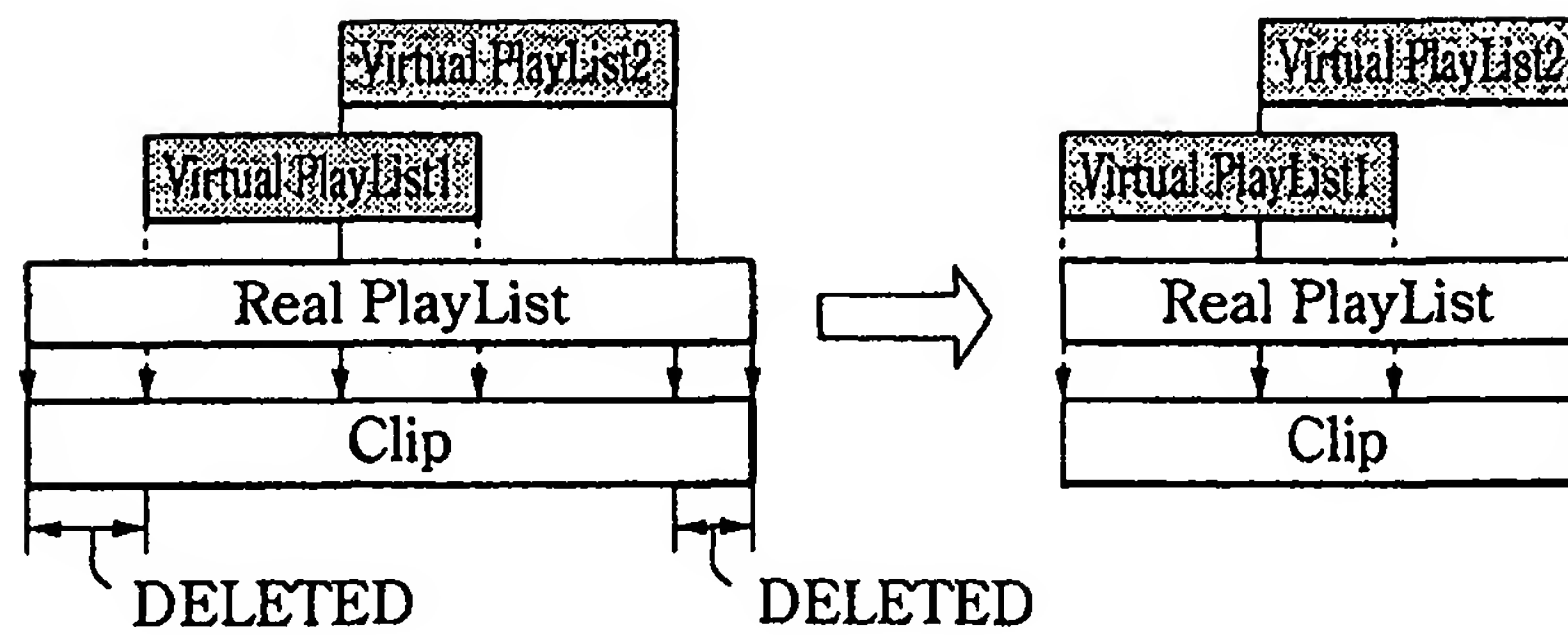 Virtual PlayList2
Virtual PlayList1
Real PlayList
Clip
DELETED
DELETED
Virtual PlayList2
Virtual PlayList1
Real PlayList
Clip